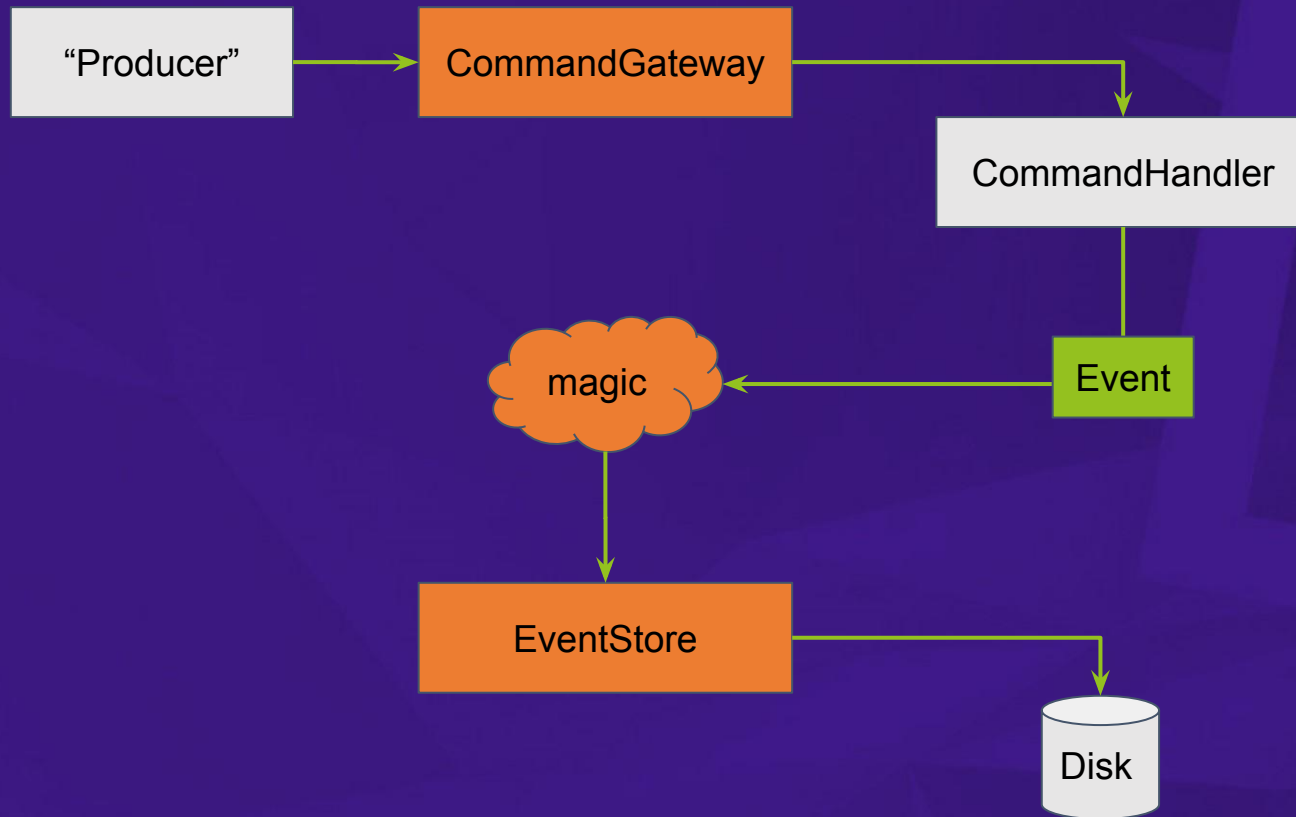 “Producer”
CommandGateway
CommandHandler
Event
magic
EventStore
Disk